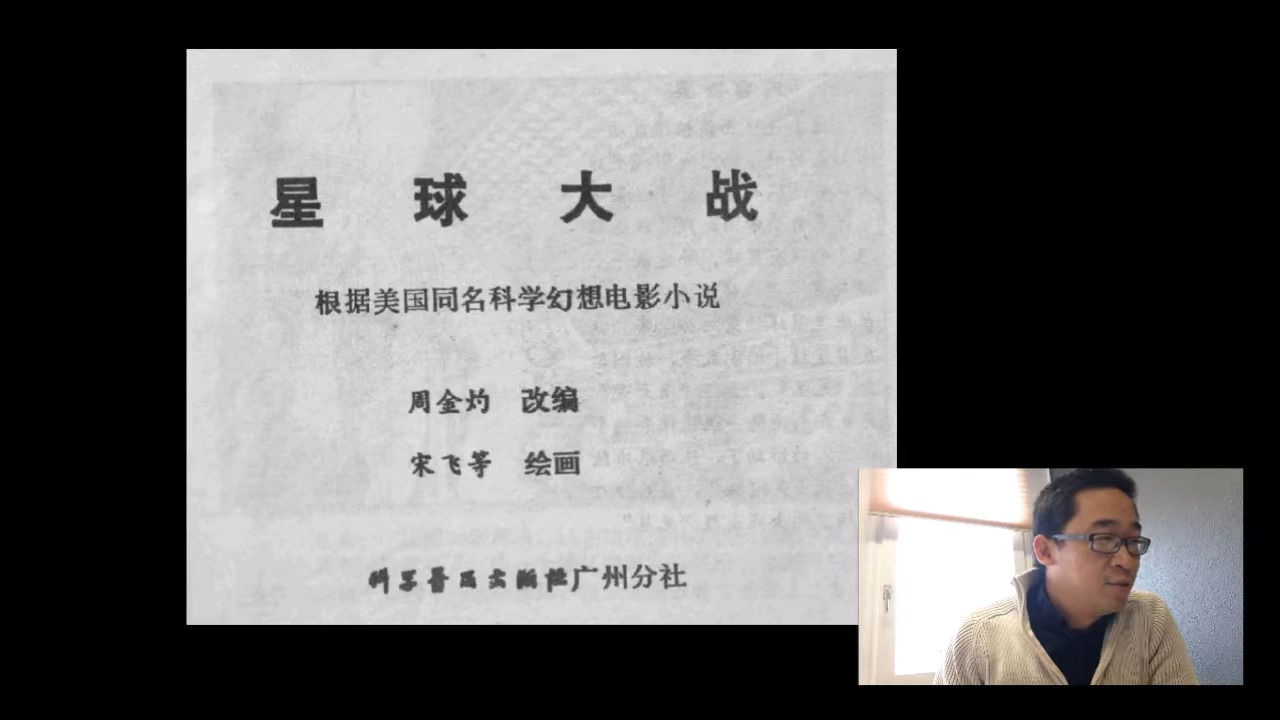 星球大战
根据美国同名科学幻想电影小说
周金灼 改编
宋飞等 绘画
科学普及出版社广州分社